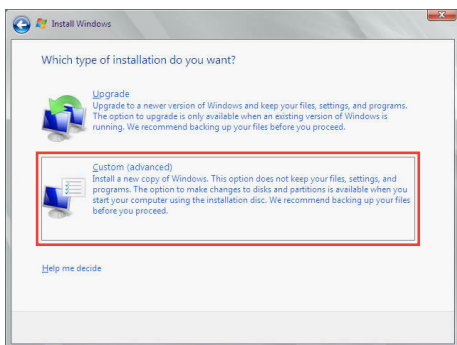 Install Windows
Which type of installation do you want?
Upgrade
Upgrade to a newer version of Windows and keep your files, settings, and programs.
The option to upgrade is only available when an existing version of Windows is
running. We recommend backing up your files before you proceed.
Custom (advanced)
Install a new copy of Windows. This option does not keep your files, settings, and
programs. The option to make changes to disks and partitions is available when you
start your computer using the installation disc. We recommend backing up your files
before you proceed.
Help me decide